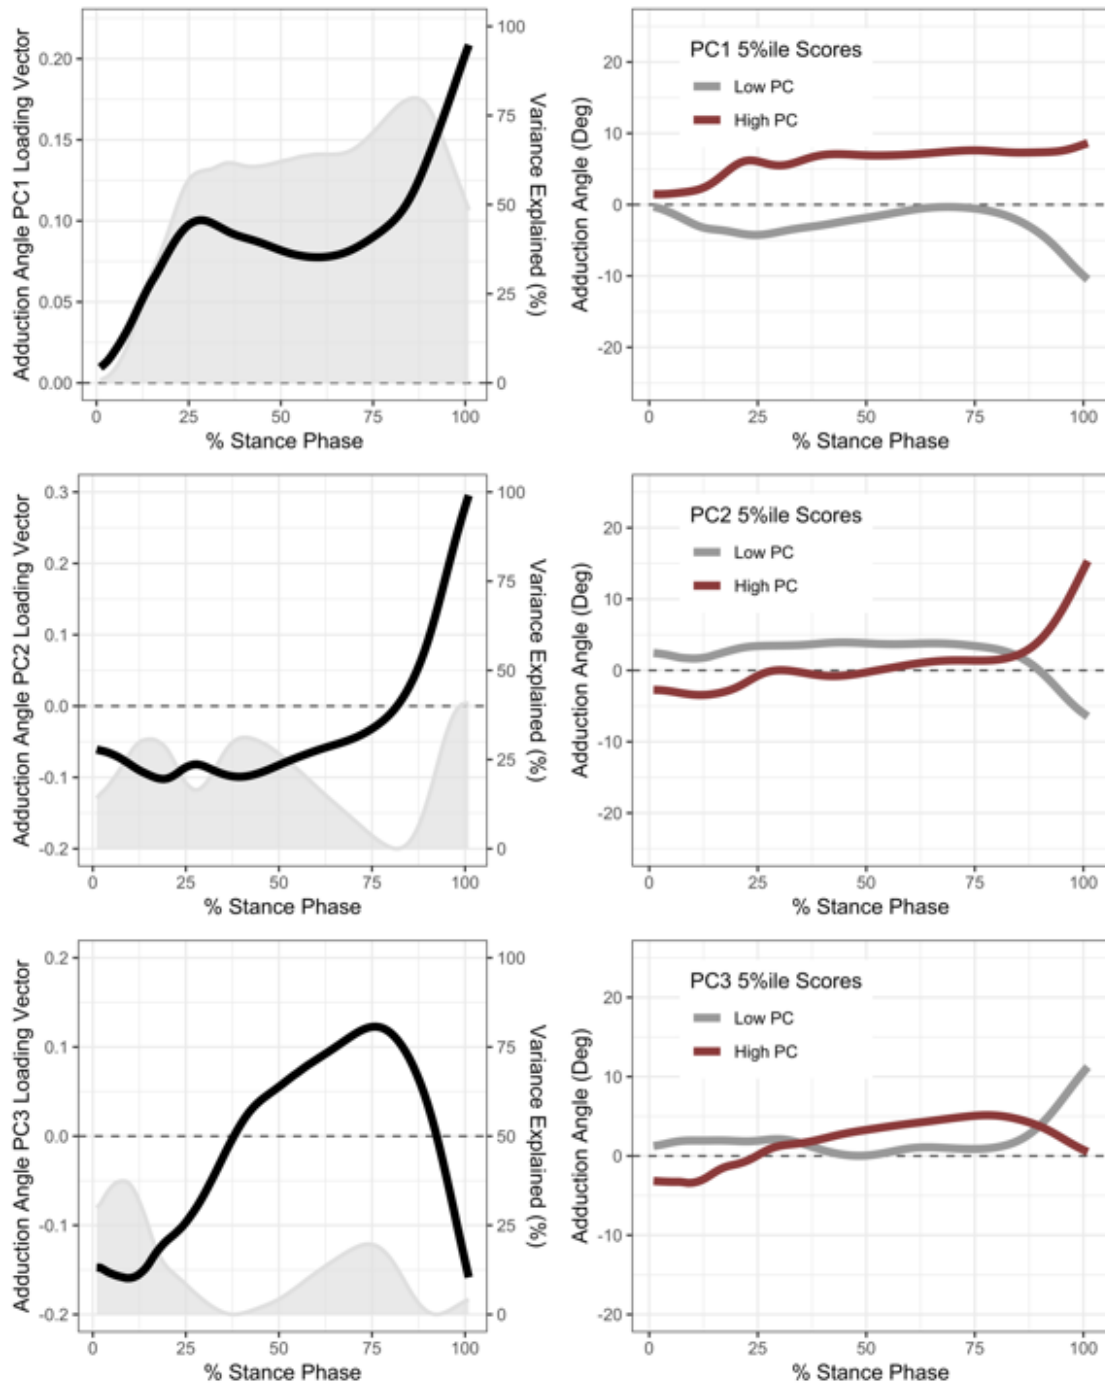 Adduction Angle PC1 Loading Vector
0.20
0.15
0.10
0.05
0.00
0 25 50 75 100
% Stance Phase
100
75
50
25
0
Variance Explained (%)
Adduction Angle (Deg)
20
10
0
-10
-20
PC1 5%ile Scores
Low PC
High PC
0 25 50 75 100
% Stance Phase
Adduction Angle PC2 Loading Vector
0.3
0.2
0.1
0.0
-0.1
-0.2
0 25 50 75 100
% Stance Phase
100
75
50
25
0
Variance Explained (%)
Adduction Angle (Deg)
20
10
0
-10
-20
PC2 5%ile Scores
Low PC
High PC
0 25 50 75 100
% Stance Phase
Adduction Angle PC3 Loading Vector
0.2
0.1
0.0
-0.1
-0.2
0 25 50 75 100
% Stance Phase
100
75
50
25
0
Variance Explained (%)
Adduction Angle (Deg)
20
10
0
-10
-20
PC3 5%ile Scores
Low PC
High PC
0 25 50 75 100
% Stance Phase